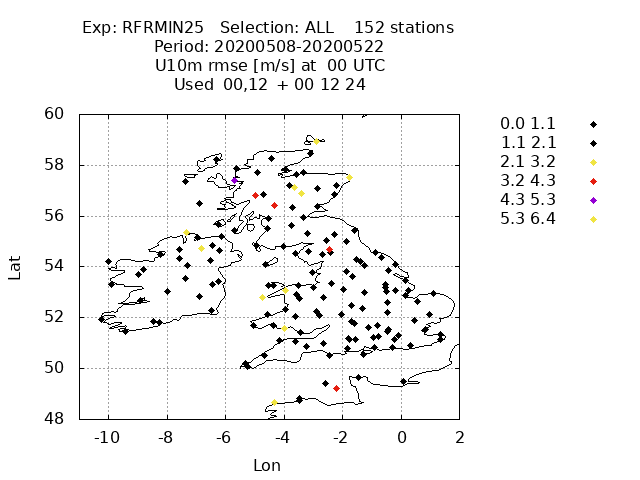 Exp: RFRMIN25 Selection: ALL 152 stations
Period: 20200508-20200522
U10m rmse [m/s] at 00 UTC
Used 00,12 + 00 12 24
60
58
56
54
52
50
48
Lat
-10 -8 -6 -4 -2 0 2
Lon
0.0 1.1
1.1 2.1
2.1 3.2
3.2 4.3
4.3 5.3
5.3 6.4